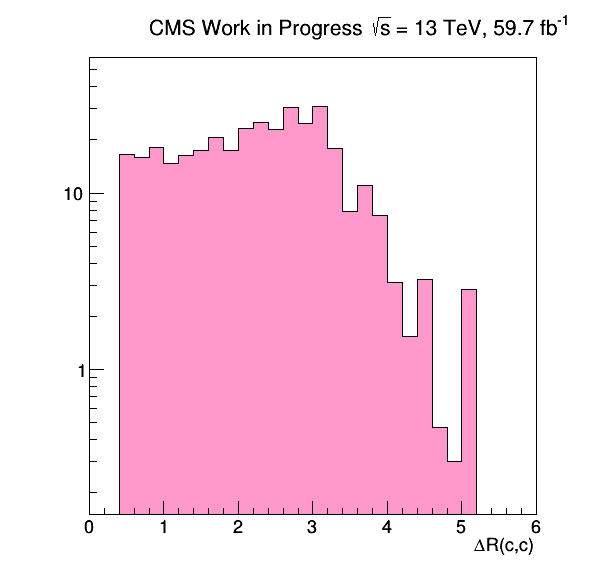 CMS Work in Progress √s = 13 TeV, 59.7 fb⁻¹
10
1
0 1 2 3 4 5 6
ΔR(c,c)